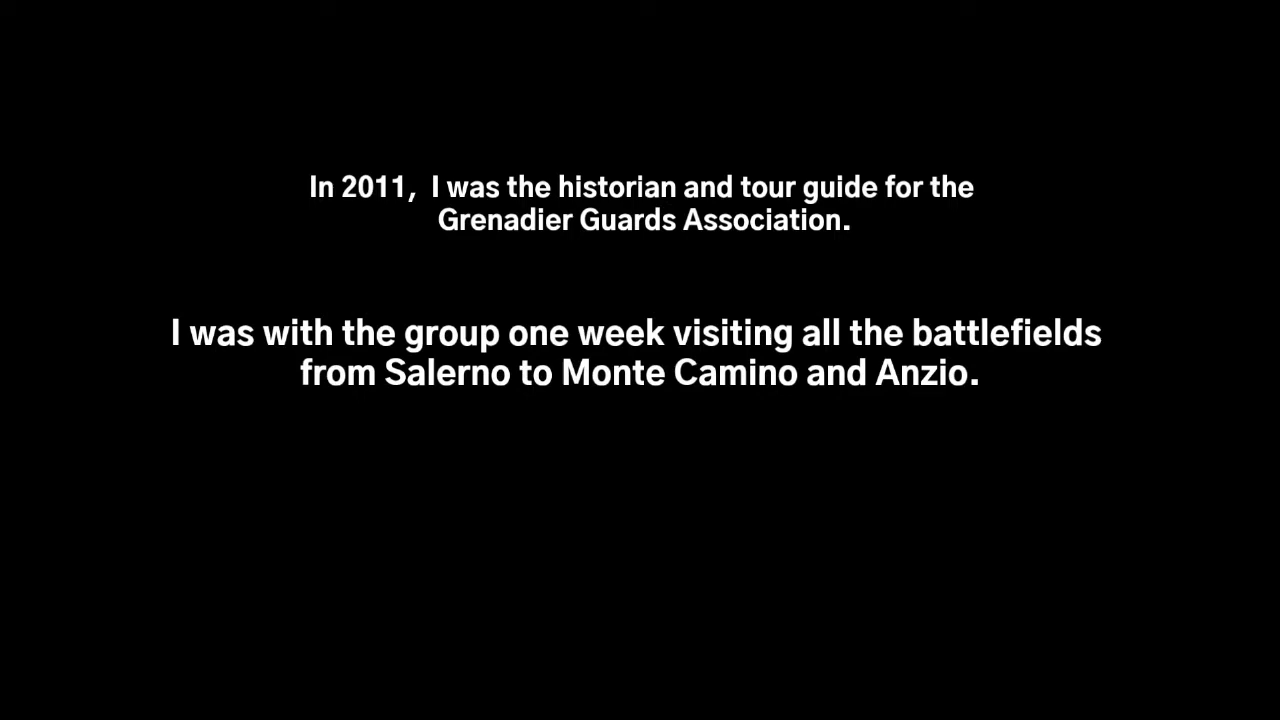 In 2011,  I was the historian and tour guide for the
Grenadier Guards Association.
I was with the group one week visiting all the battlefields
from Salerno to Monte Camino and Anzio.